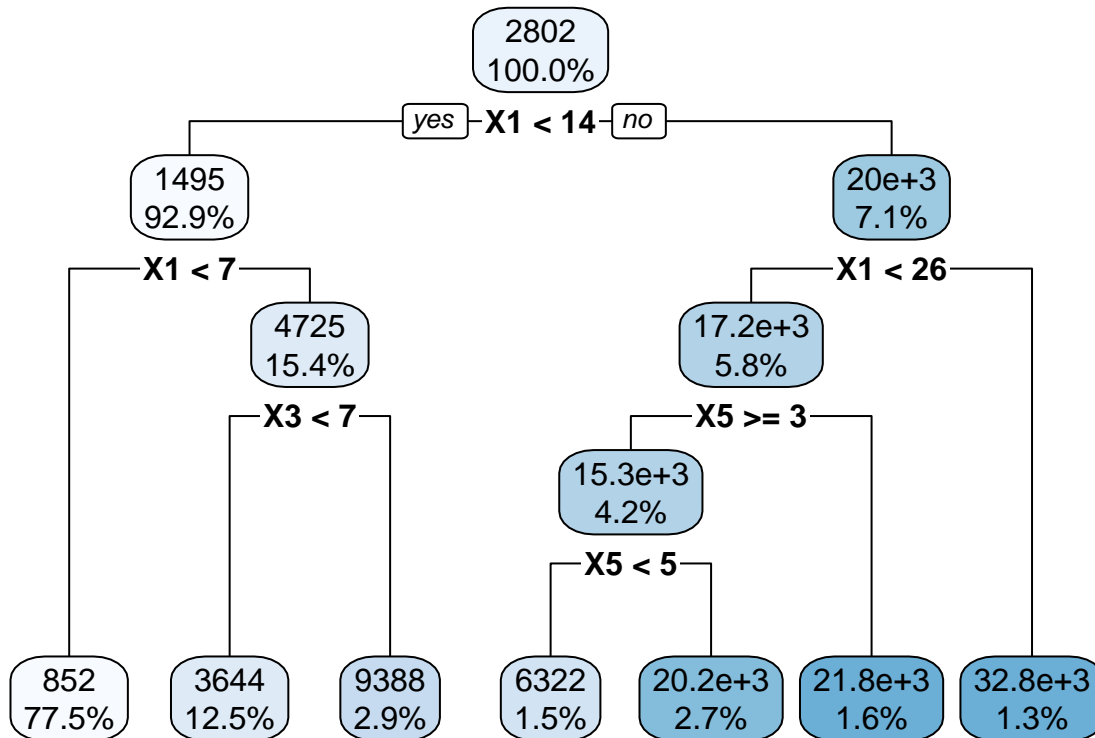 2802
100.0%
yes X1 < 14 no
1495
92.9%
20e+3
7.1%
X1 < 7
X1 < 26
4725
15.4%
17.2e+3
5.8%
X3 < 7
X5 >= 3
15.3e+3
4.2%
X5 < 5
852
77.5%
3644
12.5%
9388
2.9%
6322
1.5%
20.2e+3
2.7%
21.8e+3
1.6%
32.8e+3
1.3%